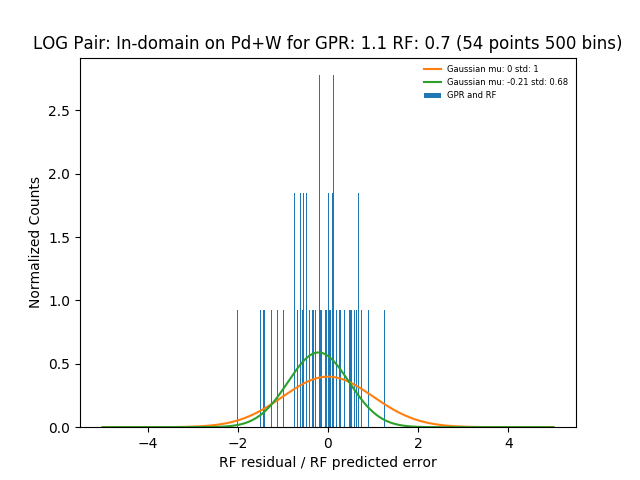 LOG Pair: In-domain on Pd+W for GPR: 1.1 RF: 0.7 (54 points 500 bins)
Gaussian mu: 0 std: 1
Gaussian mu: -0.21 std: 0.68
GPR and RF
Normalized Counts
2.5
2.0
1.5
1.0
0.5
0.0
−4 −2 0 2 4
RF residual / RF predicted error